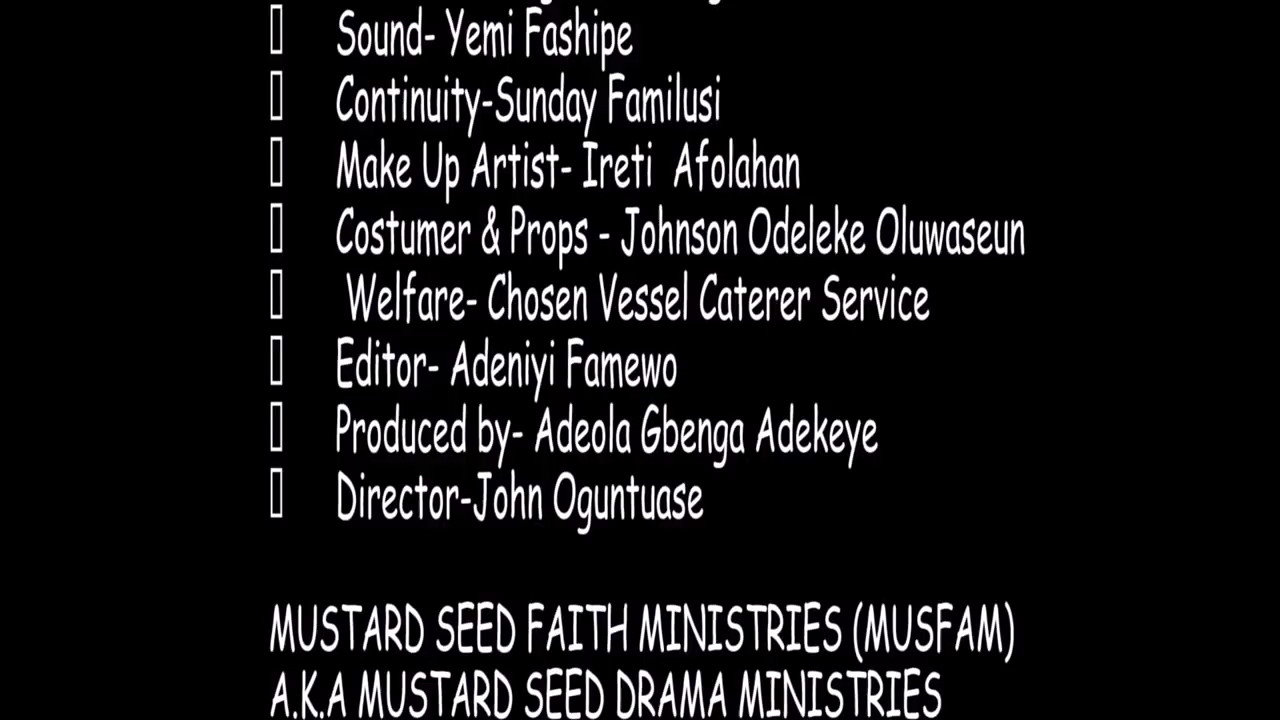 Sound- Yemi Fashipe
Continuity-Sunday Familusi
Make Up Artist- Ireti  Afolahan
Costumer & Props - Johnson Odeleke Oluwaseun
Welfare- Chosen Vessel Caterer Service
Editor- Adeniyi Famewo
Produced by- Adeola Gbenga Adekeye
Director-John Oguntuase
MUSTARD SEED FAITH MINISTRIES (MUSFAM)
A.K.A MUSTARD SEED DRAMA MINISTRIES